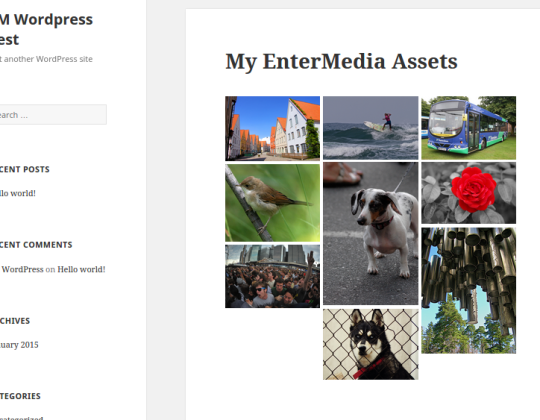 M Wordpress
est
t another WordPress site
earch ...
CENT POSTS
llo world!
CENT COMMENTS
WordPress on Hello world!
CHIVES
uary 2015
TEGORIES
My EnterMedia Assets